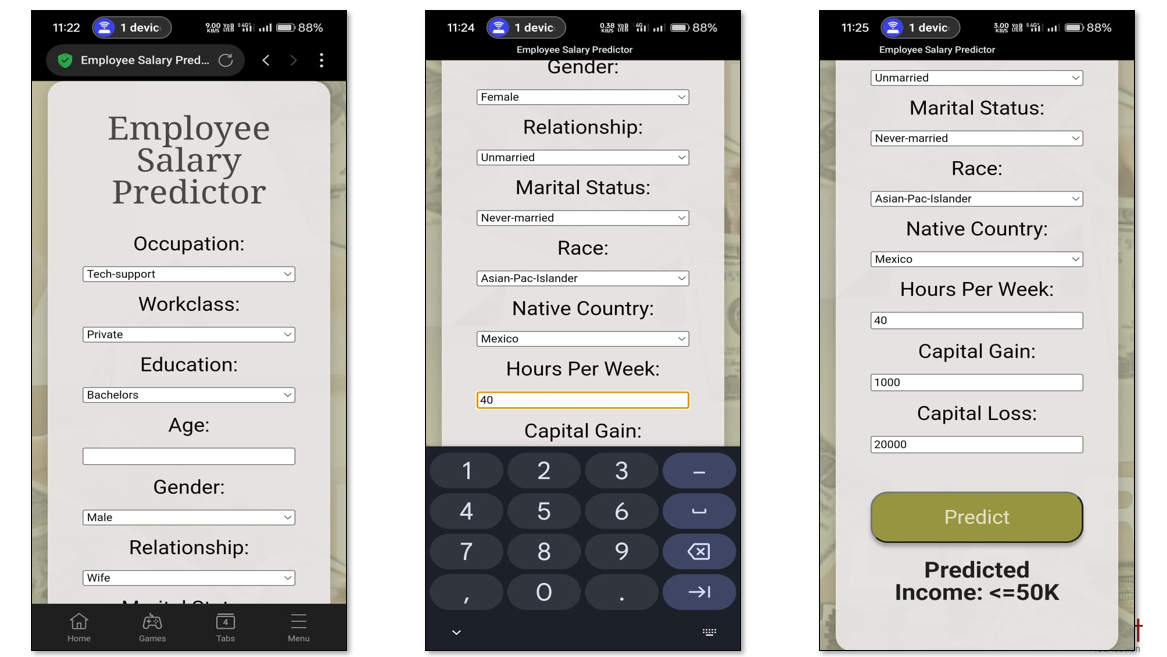 11:22
1 devic
9.00 KB/S
88%
Employee Salary Pred...
Employee
Salary
Predictor
Occupation:
Tech-support
Workclass:
Private
Education:
Bachelors
Age:
Gender:
Male
Relationship:
Wife
Home
Games
4
Tabs
Menu
11:24
1 devic
0.38 KB/S
88%
Employee Salary Predictor
Gender:
Female
Relationship:
Unmarried
Marital Status:
Never-married
Race:
Asian-Pac-Islander
Native Country:
Mexico
Hours Per Week:
40
Capital Gain:
1 2 3 –
4 5 6
7 8 9
, 0 .
11:25
1 devic
3.00 KB/S
88%
Employee Salary Predictor
Unmarried
Marital Status:
Never-married
Race:
Asian-Pac-Islander
Native Country:
Mexico
Hours Per Week:
40
Capital Gain:
1000
Capital Loss:
20000
Predict
Predicted
Income: <=50K